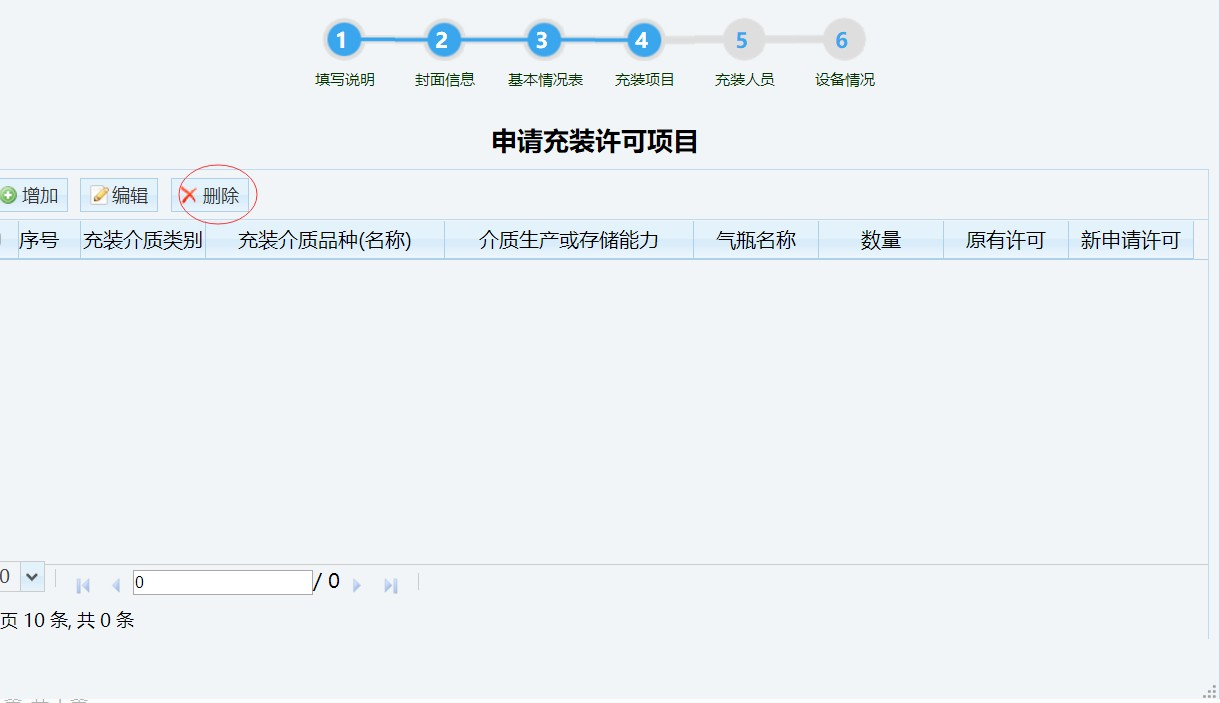 1 2 3 4 5 6
填写说明 封面信息 基本情况表 充装项目 充装人员 设备情况
申请充装许可项目
增加 编辑 删除
序号 充装介质类别 充装介质品种(名称) 介质生产或存储能力 气瓶名称 数量 原有许可 新申请许可
0 0 / 0
页 10 条, 共 0 条